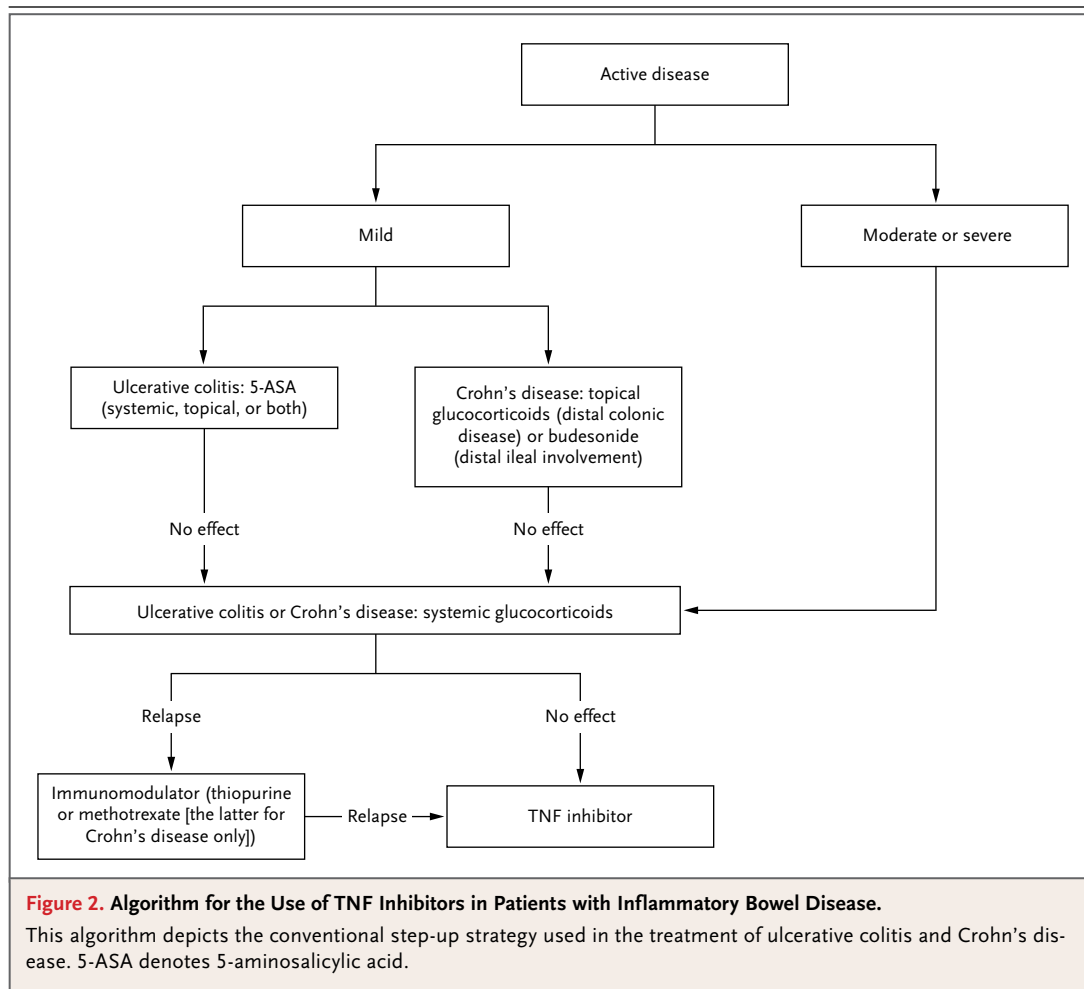 Active disease
Mild
Moderate or severe
Ulcerative colitis: 5-ASA
(systemic, topical, or both)
Crohn's disease: topical
glucocorticoids (distal colonic
disease) or budesonide
(distal ileal involvement)
No effect
No effect
Ulcerative colitis or Crohn's disease: systemic glucocorticoids
Relapse
No effect
Immunomodulator (thiopurine
or methotrexate [the latter for
Crohn's disease only])
Relapse
TNF inhibitor
Figure 2. Algorithm for the Use of TNF Inhibitors in Patients with Inflammatory Bowel Disease.
This algorithm depicts the conventional step-up strategy used in the treatment of ulcerative colitis and Crohn's dis-
ease. 5-ASA denotes 5-aminosalicylic acid.